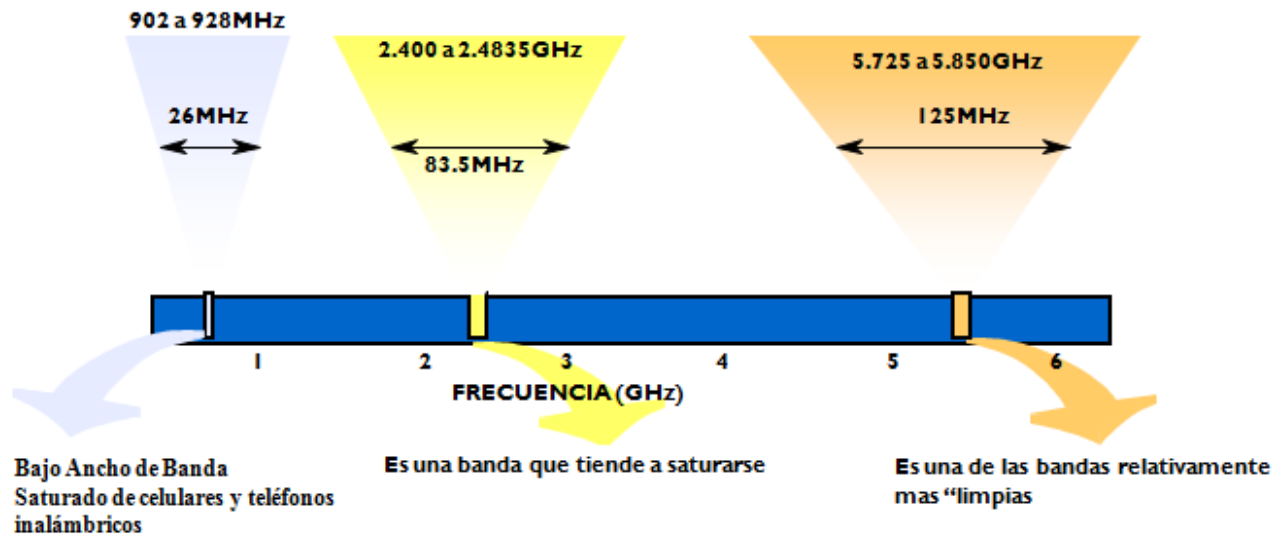 902 a 928MHz
2.400 a 2.4835GHz
5.725 a 5.850GHz
26MHz
83.5MHz
125MHz
1 2 3 4 5 6
FRECUENCIA (GHz)
Bajo Ancho de Banda
Saturado de celulares y teléfonos
inalámbricos
Es una banda que tiende a saturarse
Es una de las bandas relativamente
mas “limpias